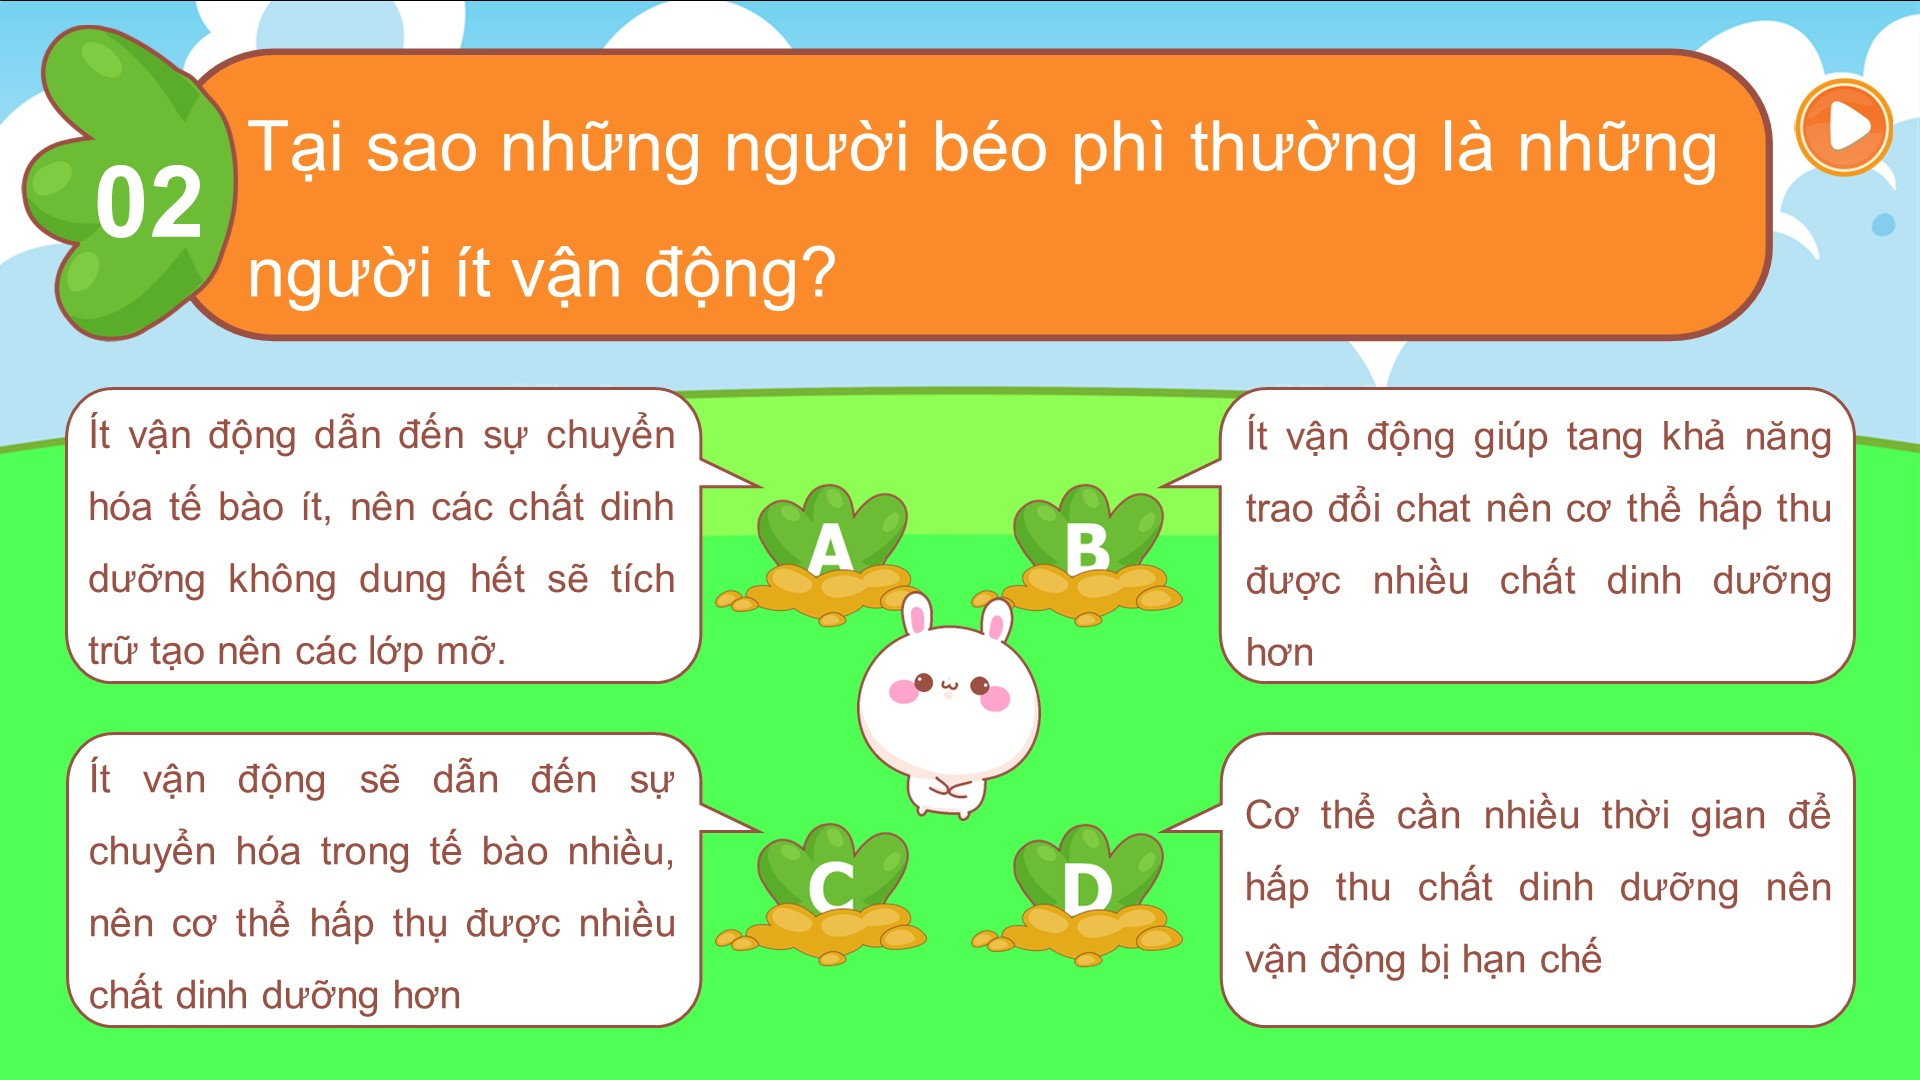 02
Tại sao những người béo phì thường là những
người ít vận động?
Ít vận động dẫn đến sự chuyển
hóa tế bào ít, nên các chất dinh
dưỡng không dung hết sẽ tích
trữ tạo nên các lớp mỡ.
A
B
Ít vận động giúp tang khả năng
trao đổi chat nên cơ thể hấp thu
được nhiều chất dinh dưỡng
hơn
Ít vận động sẽ dẫn đến sự
chuyển hóa trong tế bào nhiều,
nên cơ thể hấp thụ được nhiều
chất dinh dưỡng hơn
C
D
Cơ thể cần nhiều thời gian để
hấp thu chất dinh dưỡng nên
vận động bị hạn chế